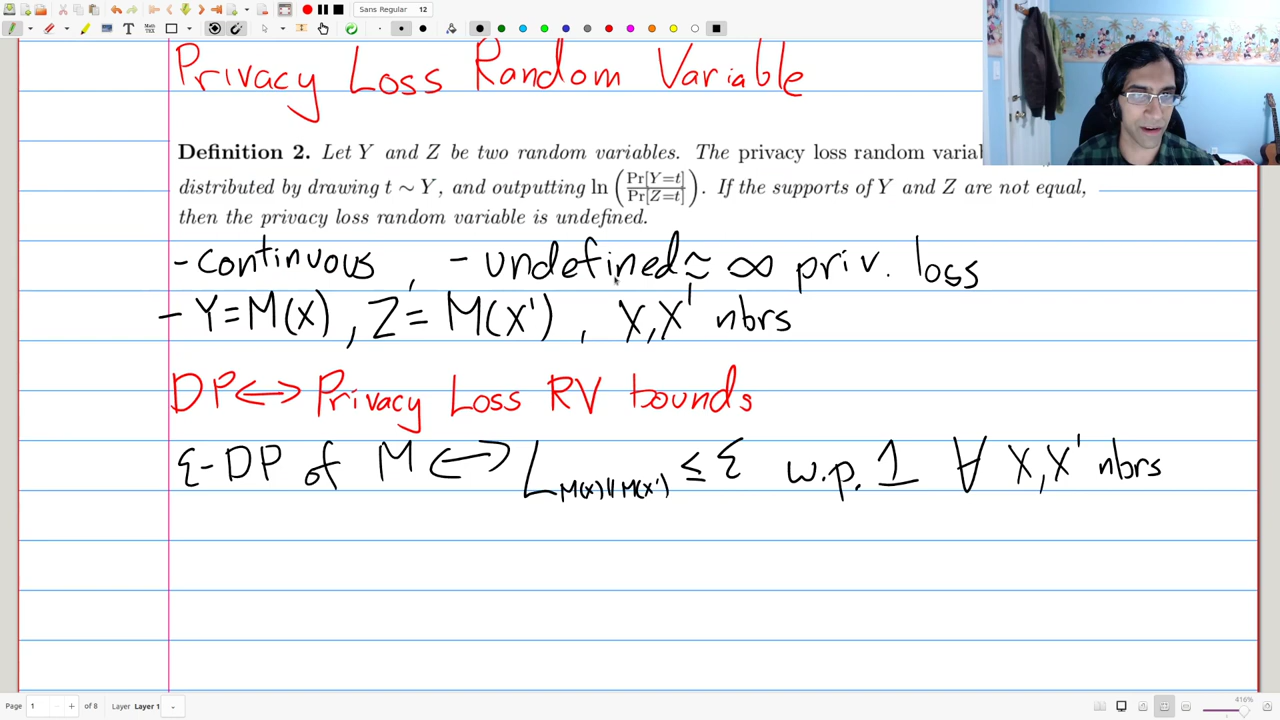 Sans Regular 12
Privacy Loss Random Variable
Definition 2. Let Y and Z be two random variables. The privacy loss random varia
distributed by drawing t ∼ Y, and outputting ln (Pr[Y=t]/Pr[Z=t]). If the supports of Y and Z are not equal,
then the privacy loss random variable is undefined.
- continuous, - undefined ≈ ∞ priv. loss
- Y = M(X), Z = M(X'), X,X' nbrs
DP ↔ Privacy Loss RV bounds
ε-DP of M ↔ L_{M(X)||M(X')} ≤ ε w.p. 1 ∀ X,X' nbrs
Page 1 of 8 Layer Layer 1 416%